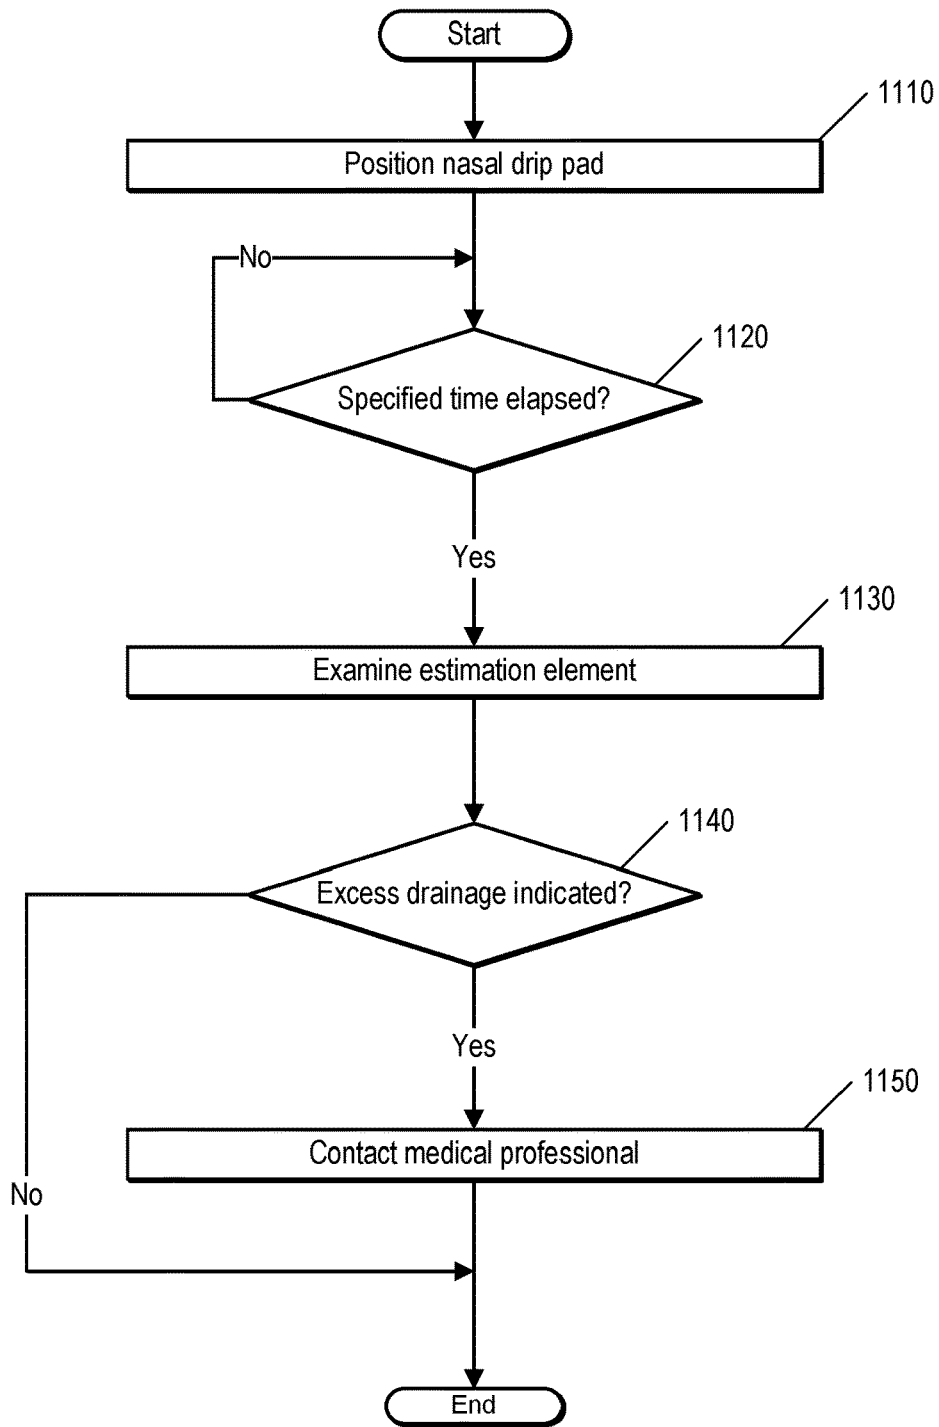 Start
1110
Position nasal drip pad
No
1120
Specified time elapsed?
Yes
1130
Examine estimation element
1140
Excess drainage indicated?
Yes
1150
Contact medical professional
No
End